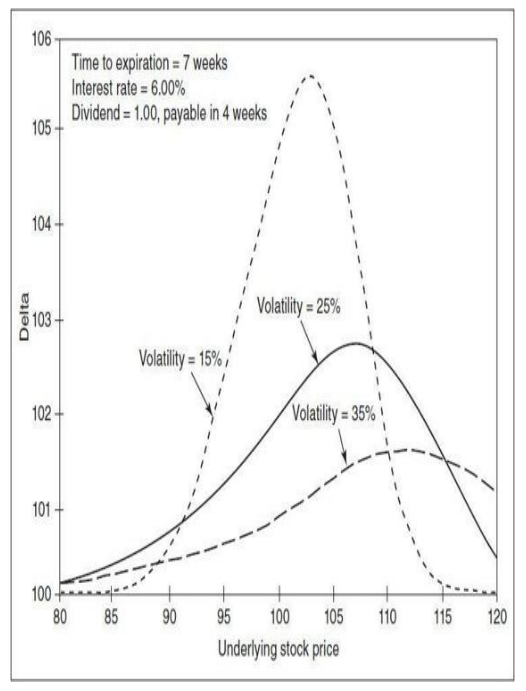 106
Time to expiration = 7 weeks
Interest rate = 6.00%
Dividend = 1.00, payable in 4 weeks
105
104
Delta
103
Volatility = 25%
Volatility = 15%
102
Volatility = 35%
101
100
80 85 90 95 100 105 110 115 120
Underlying stock price